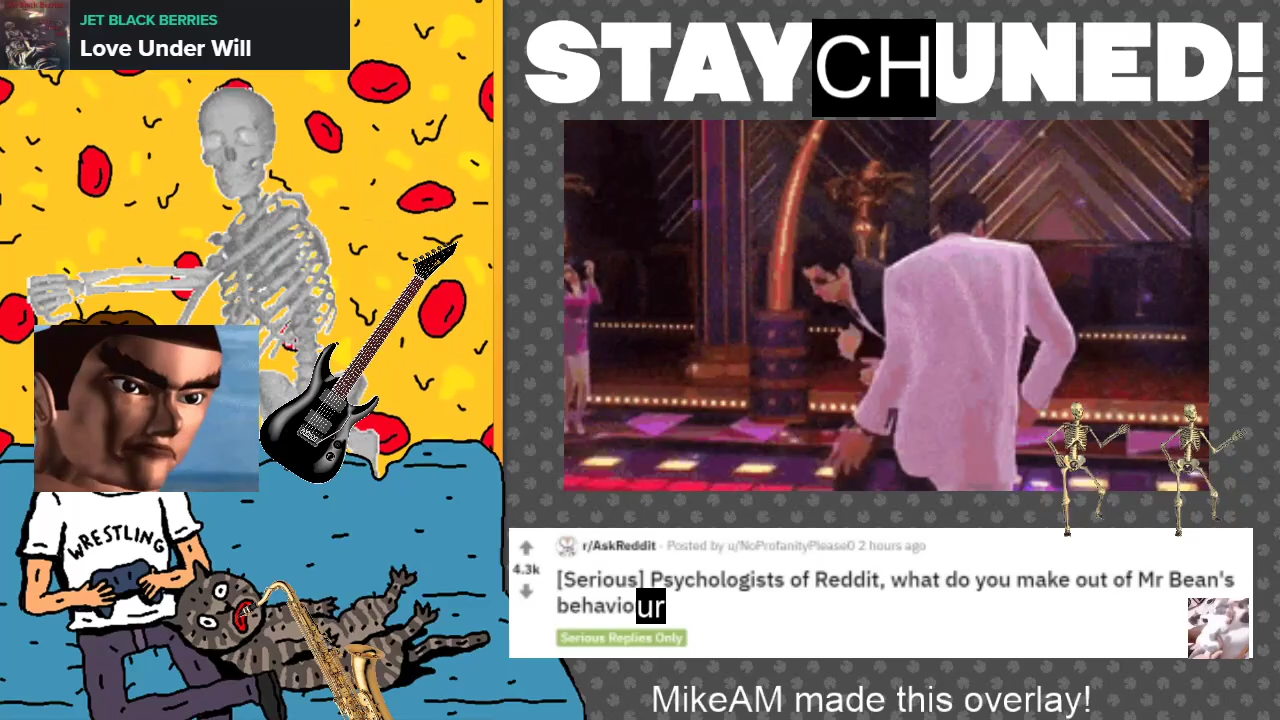 JET BLACK BERRIES
Love Under Will
STAYCHUNED!
WRESTLING
r/AskReddit · Posted by u/NoProfanityPlease0 2 hours ago
4.3k
[Serious] Psychologists of Reddit, what do you make out of Mr Bean's
behaviour
Serious Replies Only
MikeAM made this overlay!